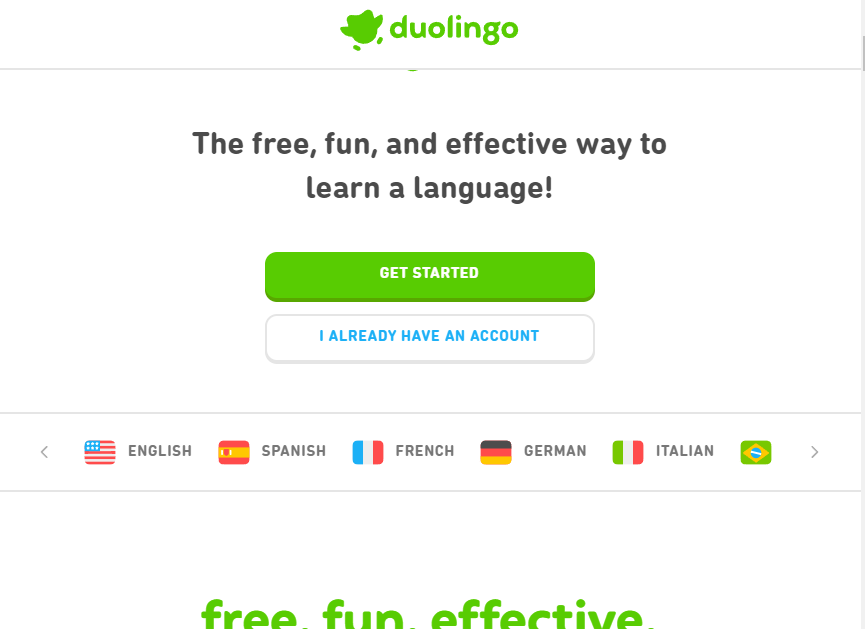 duolingo
The free, fun, and effective way to
learn a language!
GET STARTED
I ALREADY HAVE AN ACCOUNT
ENGLISH SPANISH FRENCH GERMAN ITALIAN
free. fun. effective.